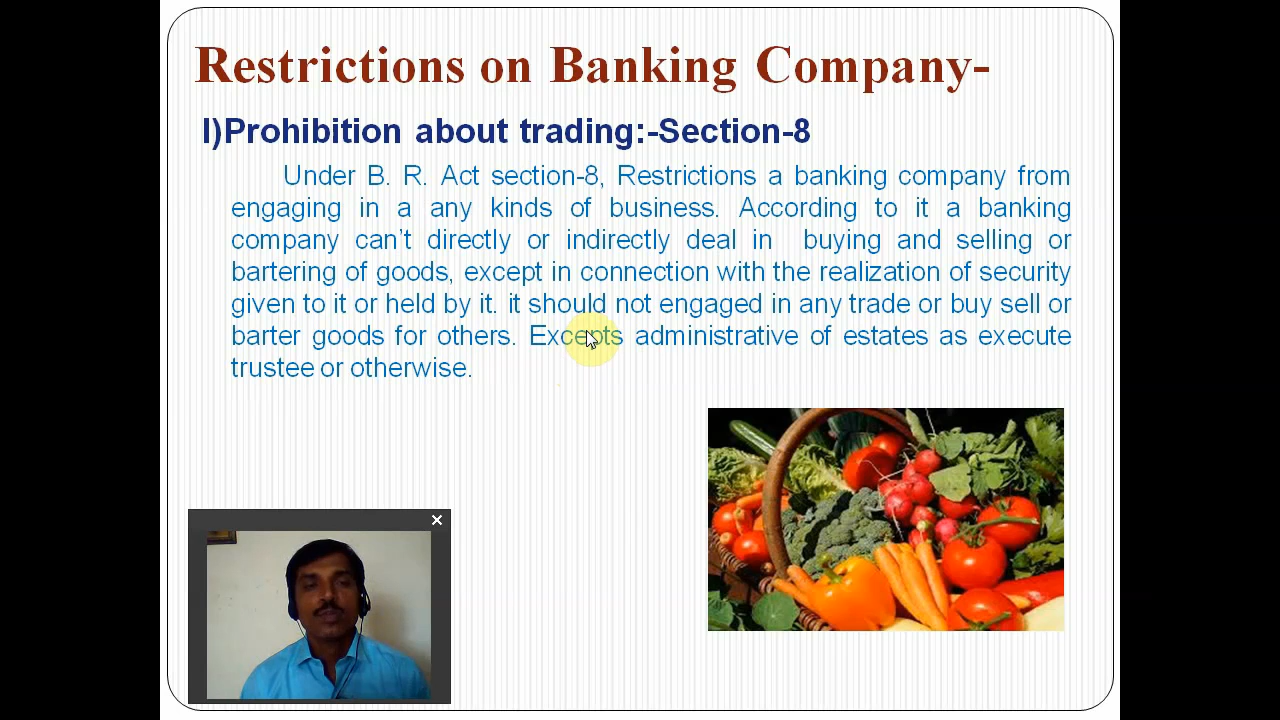 Restrictions on Banking Company-
I)Prohibition about trading:-Section-8
Under B. R. Act section-8, Restrictions a banking company from
engaging in a any kinds of business. According to it a banking
company can't directly or indirectly deal in buying and selling or
bartering of goods, except in connection with the realization of security
given to it or held by it. it should not engaged in any trade or buy sell or
barter goods for others. Excepts administrative of estates as execute
trustee or otherwise.